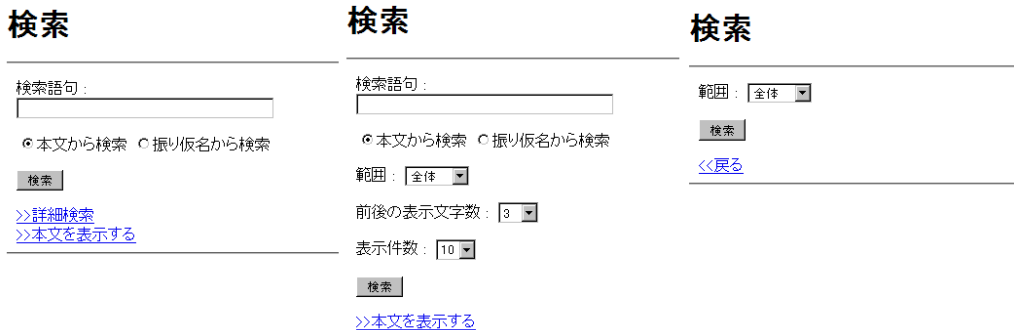 検索
検索語句 :
本文から検索 振り仮名から検索
検索
>>詳細検索
>>本文を表示する
検索
検索語句 :
本文から検索 振り仮名から検索
範囲 : 全体
前後の表示文字数 : 3
表示件数 : 10
検索
>>本文を表示する
検索
範囲 : 全体
検索
<<戻る